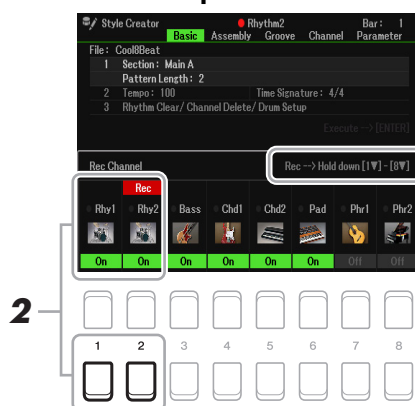 Style Creator Rhythm2 Bar: 1
Basic Assembly Groove Channel Parameter
File: Cool8Beat
1 Section: Main A
Pattern Length: 2
2 Tempo: 100 Time Signature: 4/4
3 Rhythm Clear/ Channel Delete/ Drum Setup
Execute-->[ENTER]
Rec Channel Rec --> Hold down [1▼] - [8▼]
Rec
Rhy1 Rhy2 Bass Chd1 Chd2 Pad Phr1 Phr2
On On On On On On Off Off
2
1 2 3 4 5 6 7 8